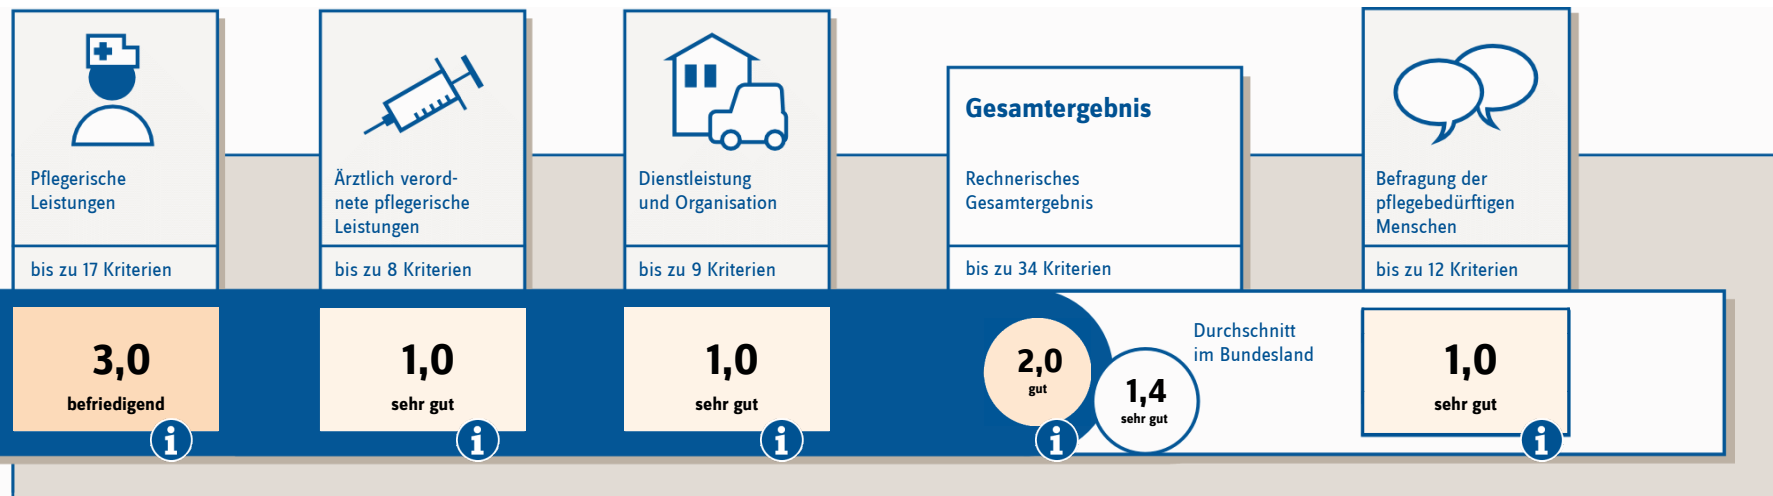 Pflegerische
Leistungen
bis zu 17 Kriterien
3,0
befriedigend
Ärztlich verord-
nete pflegerische
Leistungen
bis zu 8 Kriterien
1,0
sehr gut
Dienstleistung
und Organisation
bis zu 9 Kriterien
1,0
sehr gut
Gesamtergebnis
Rechnerisches
Gesamtergebnis
bis zu 34 Kriterien
2,0
gut
Durchschnitt
im Bundesland
1,4
sehr gut
Befragung der
pflegebedürftigen
Menschen
bis zu 12 Kriterien
1,0
sehr gut